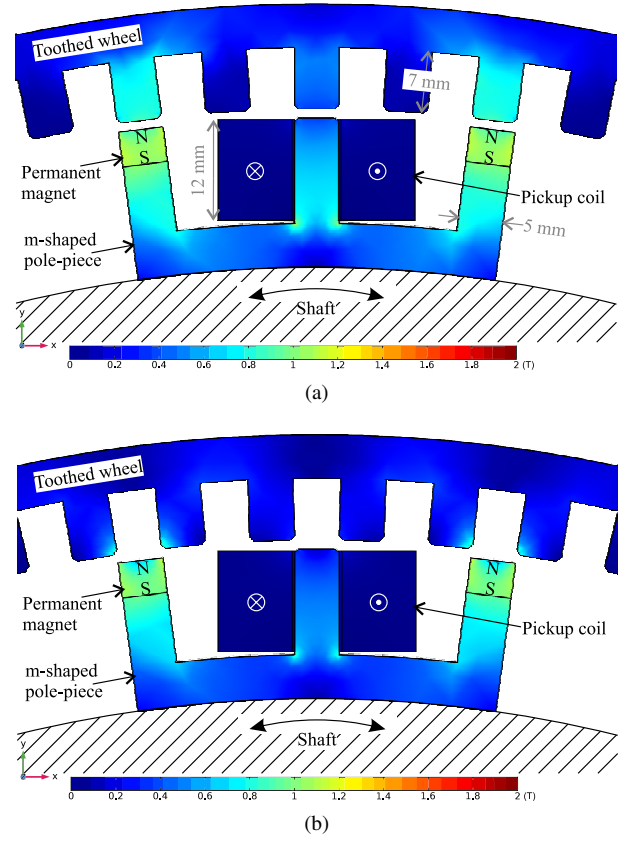 Toothed wheel
7 mm
N
S
N
S
12 mm
Permanent
magnet
Pickup coil
m-shaped
pole-piece
5 mm
Shaft
y
x
0 0.2 0.4 0.6 0.8 1 1.2 1.4 1.6 1.8 2 (T)
(a)
Toothed wheel
N
S
N
S
Permanent
magnet
Pickup coil
m-shaped
pole-piece
Shaft
y
x
0 0.2 0.4 0.6 0.8 1 1.2 1.4 1.6 1.8 2 (T)
(b)